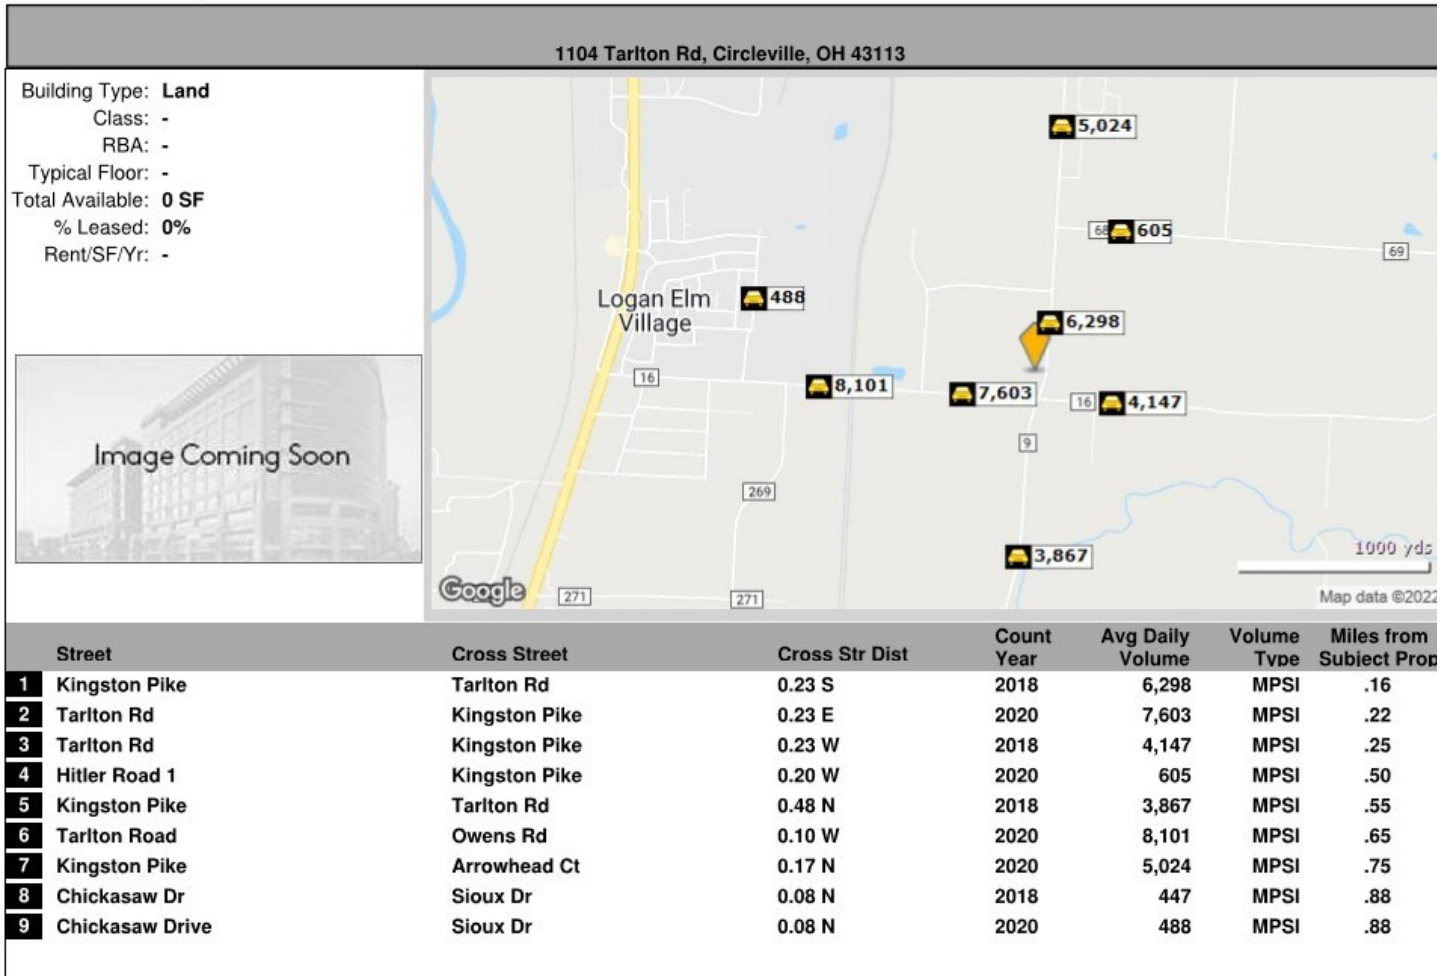 1104 Tarlton Rd, Circleville, OH 43113
Building Type: Land
Class: -
RBA: -
Typical Floor: -
Total Available: 0 SF
% Leased: 0%
Rent/SF/Yr: -
Image Coming Soon
5,024
68 605
69
Logan Elm
Village
488
6,298
16
8,101
7,603
16 4,147
9
269
3,867
1000 yds
Google
271
271
Map data ©2022
Street Cross Street Cross Str Dist Count Year Avg Daily Volume Volume Type Miles from Subject Prop
1 Kingston Pike Tarlton Rd 0.23 S 2018 6,298 MPSI .16
2 Tarlton Rd Kingston Pike 0.23 E 2020 7,603 MPSI .22
3 Tarlton Rd Kingston Pike 0.23 W 2018 4,147 MPSI .25
4 Hitler Road 1 Kingston Pike 0.20 W 2020 605 MPSI .50
5 Kingston Pike Tarlton Rd 0.48 N 2018 3,867 MPSI .55
6 Tarlton Road Owens Rd 0.10 W 2020 8,101 MPSI .65
7 Kingston Pike Arrowhead Ct 0.17 N 2020 5,024 MPSI .75
8 Chickasaw Dr Sioux Dr 0.08 N 2018 447 MPSI .88
9 Chickasaw Drive Sioux Dr 0.08 N 2020 488 MPSI .88